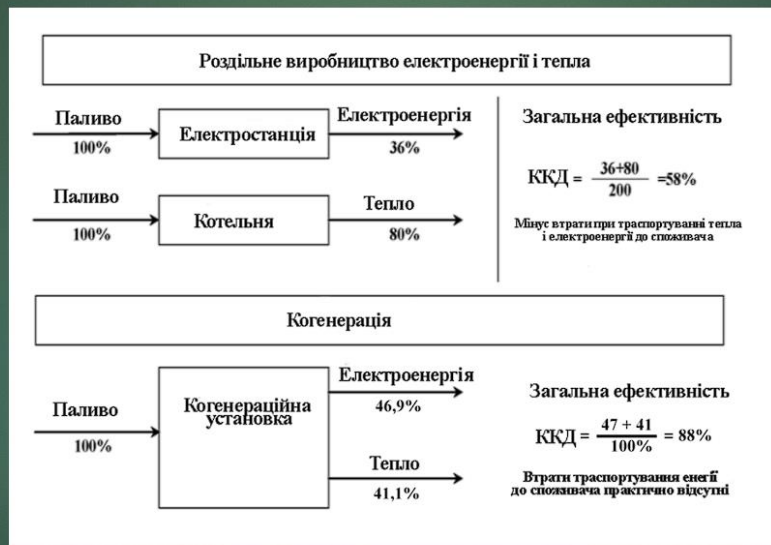 Роздільне виробництво електроенергії і тепла
Паливо
100%
Електростанція
Електроенергія
36%
Паливо
100%
Котельня
Тепло
80%
Загальна ефективність
ККД = 36+80
200
=58%
Мінус втрати при траспортуванні тепла
і електроенергії до споживача
Когенерація
Паливо
100%
Когенераційна
установка
Електроенергія
46,9%
Тепло
41,1%
Загальна ефективність
ККД = 47 + 41
100%
= 88%
Втрати траспортування енегії
до споживача практично відсутні